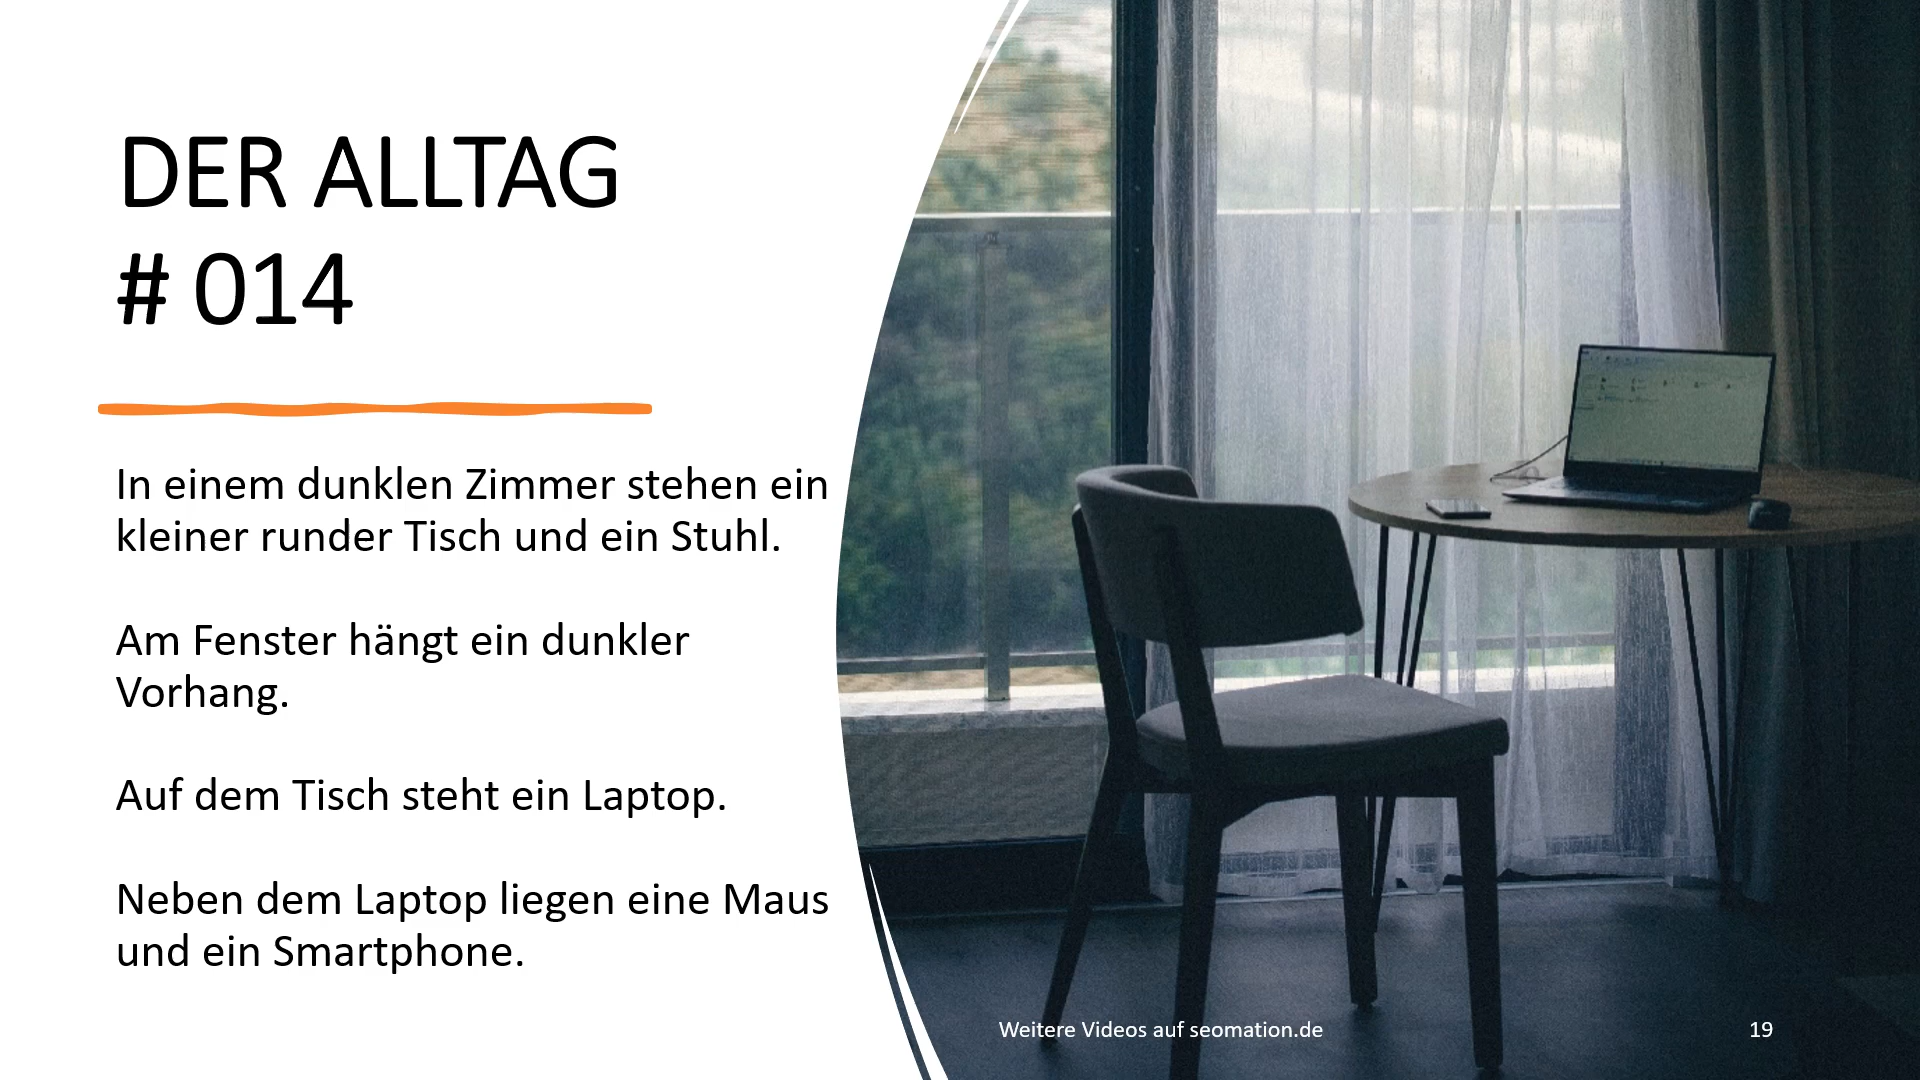 DER ALLTAG
# 014
In einem dunklen Zimmer stehen ein
kleiner runder Tisch und ein Stuhl.
Am Fenster hängt ein dunkler
Vorhang.
Auf dem Tisch steht ein Laptop.
Neben dem Laptop liegen eine Maus
und ein Smartphone.
Weitere Videos auf seomation.de
19